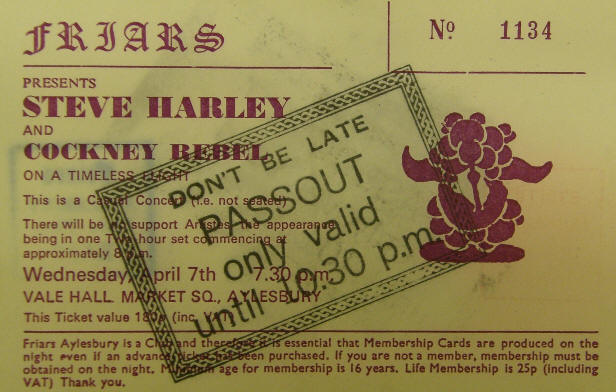 FRIARS
Nº 1134
PRESENTS
STEVE HARLEY
AND
COCKNEY REBEL
ON A TIMELESS FLIGHT
This is a Casual Concert (i.e. not seated)
There will be no support Artistes the appearance
being in one Two hour set commencing at
approximately 8 p.m.
Wednesday, April 7th 7.30 p.m.
VALE HALL MARKET SQ., AYLESBURY
This Ticket value 180p (inc. VAT)
DON'T BE LATE
PASSOUT
only valid
until 10.30 p.m.
Friars Aylesbury is a Club and therefore it is essential that Membership Cards are produced on the
night even if an advance ticket has been purchased. If you are not a member, membership must be
obtained on the night. Minimum age for membership is 16 years. Life Membership is 25p (including
VAT) Thank you.